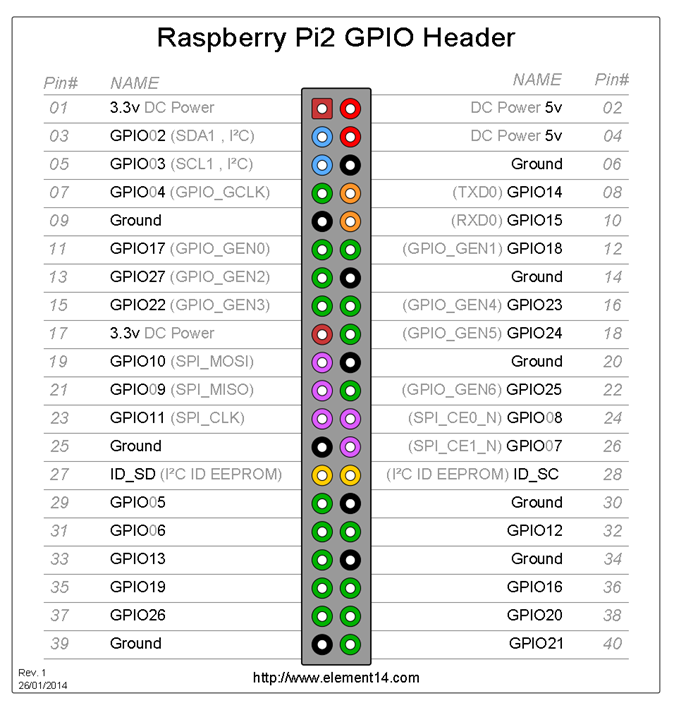 Raspberry Pi2 GPIO Header
Pin# NAME NAME Pin#
01 3.3v DC Power DC Power 5v 02
03 GPIO02 (SDA1 , I²C) DC Power 5v 04
05 GPIO03 (SCL1 , I²C) Ground 06
07 GPIO04 (GPIO_GCLK) (TXD0) GPIO14 08
09 Ground (RXD0) GPIO15 10
11 GPIO17 (GPIO_GEN0) (GPIO_GEN1) GPIO18 12
13 GPIO27 (GPIO_GEN2) Ground 14
15 GPIO22 (GPIO_GEN3) (GPIO_GEN4) GPIO23 16
17 3.3v DC Power (GPIO_GEN5) GPIO24 18
19 GPIO10 (SPI_MOSI) Ground 20
21 GPIO09 (SPI_MISO) (GPIO_GEN6) GPIO25 22
23 GPIO11 (SPI_CLK) (SPI_CE0_N) GPIO08 24
25 Ground (SPI_CE1_N) GPIO07 26
27 ID_SD (I²C ID EEPROM) (I²C ID EEPROM) ID_SC 28
29 GPIO05 Ground 30
31 GPIO06 GPIO12 32
33 GPIO13 Ground 34
35 GPIO19 GPIO16 36
37 GPIO26 GPIO20 38
39 Ground GPIO21 40
Rev. 1
26/01/2014
http://www.element14.com